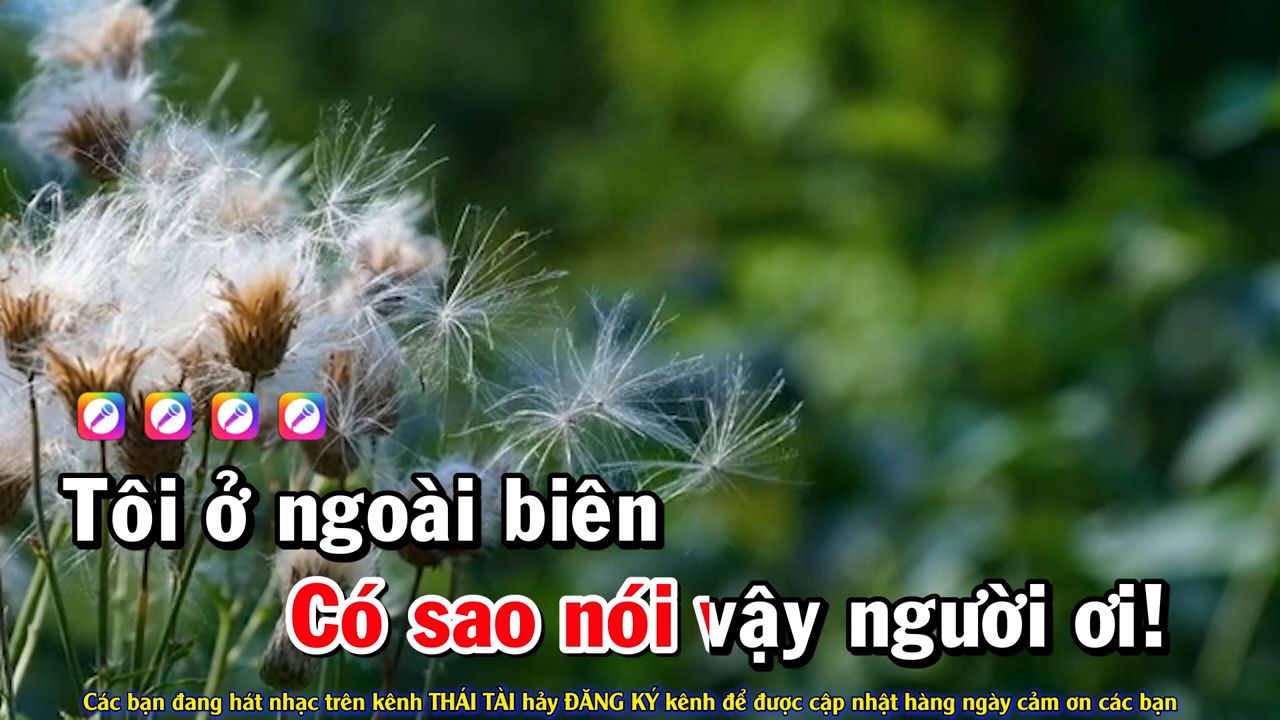 Tôi ở ngoài biên
Có sao nói vậy người ơi!
Các bạn đang hát nhạc trên kênh THÁI TÀI hảy ĐĂNG KÝ kênh để được cập nhật hàng ngày cảm ơn các bạn